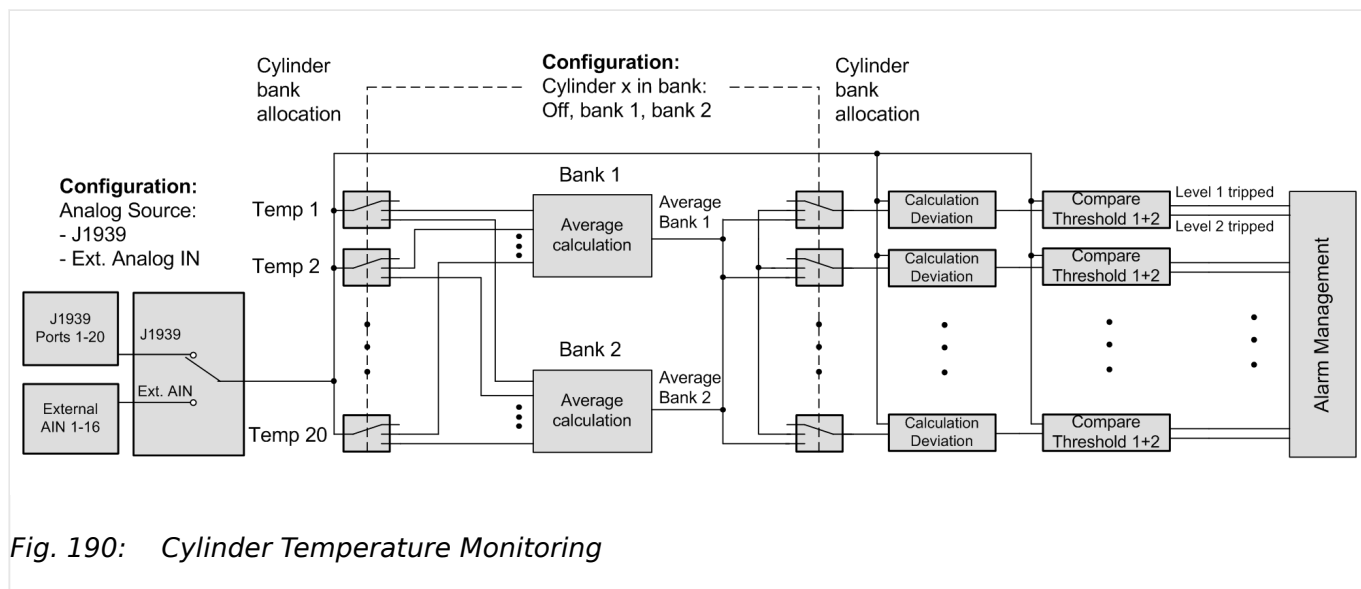 Cylinder
bank
allocation
Configuration:
Cylinder x in bank:
Off, bank 1, bank 2
Cylinder
bank
allocation
Configuration:
Analog Source:
- J1939
- Ext. Analog IN
J1939
Ports 1-20
External
AIN 1-16
J1939
Ext. AIN
Temp 1
Temp 2
Temp 20
Bank 1
Average
calculation
Average
Bank 1
Bank 2
Average
calculation
Average
Bank 2
Calculation
Deviation
Compare
Threshold 1+2
Level 1 tripped
Level 2 tripped
Calculation
Deviation
Compare
Threshold 1+2
Calculation
Deviation
Compare
Threshold 1+2
Alarm Management
Fig. 190: Cylinder Temperature Monitoring